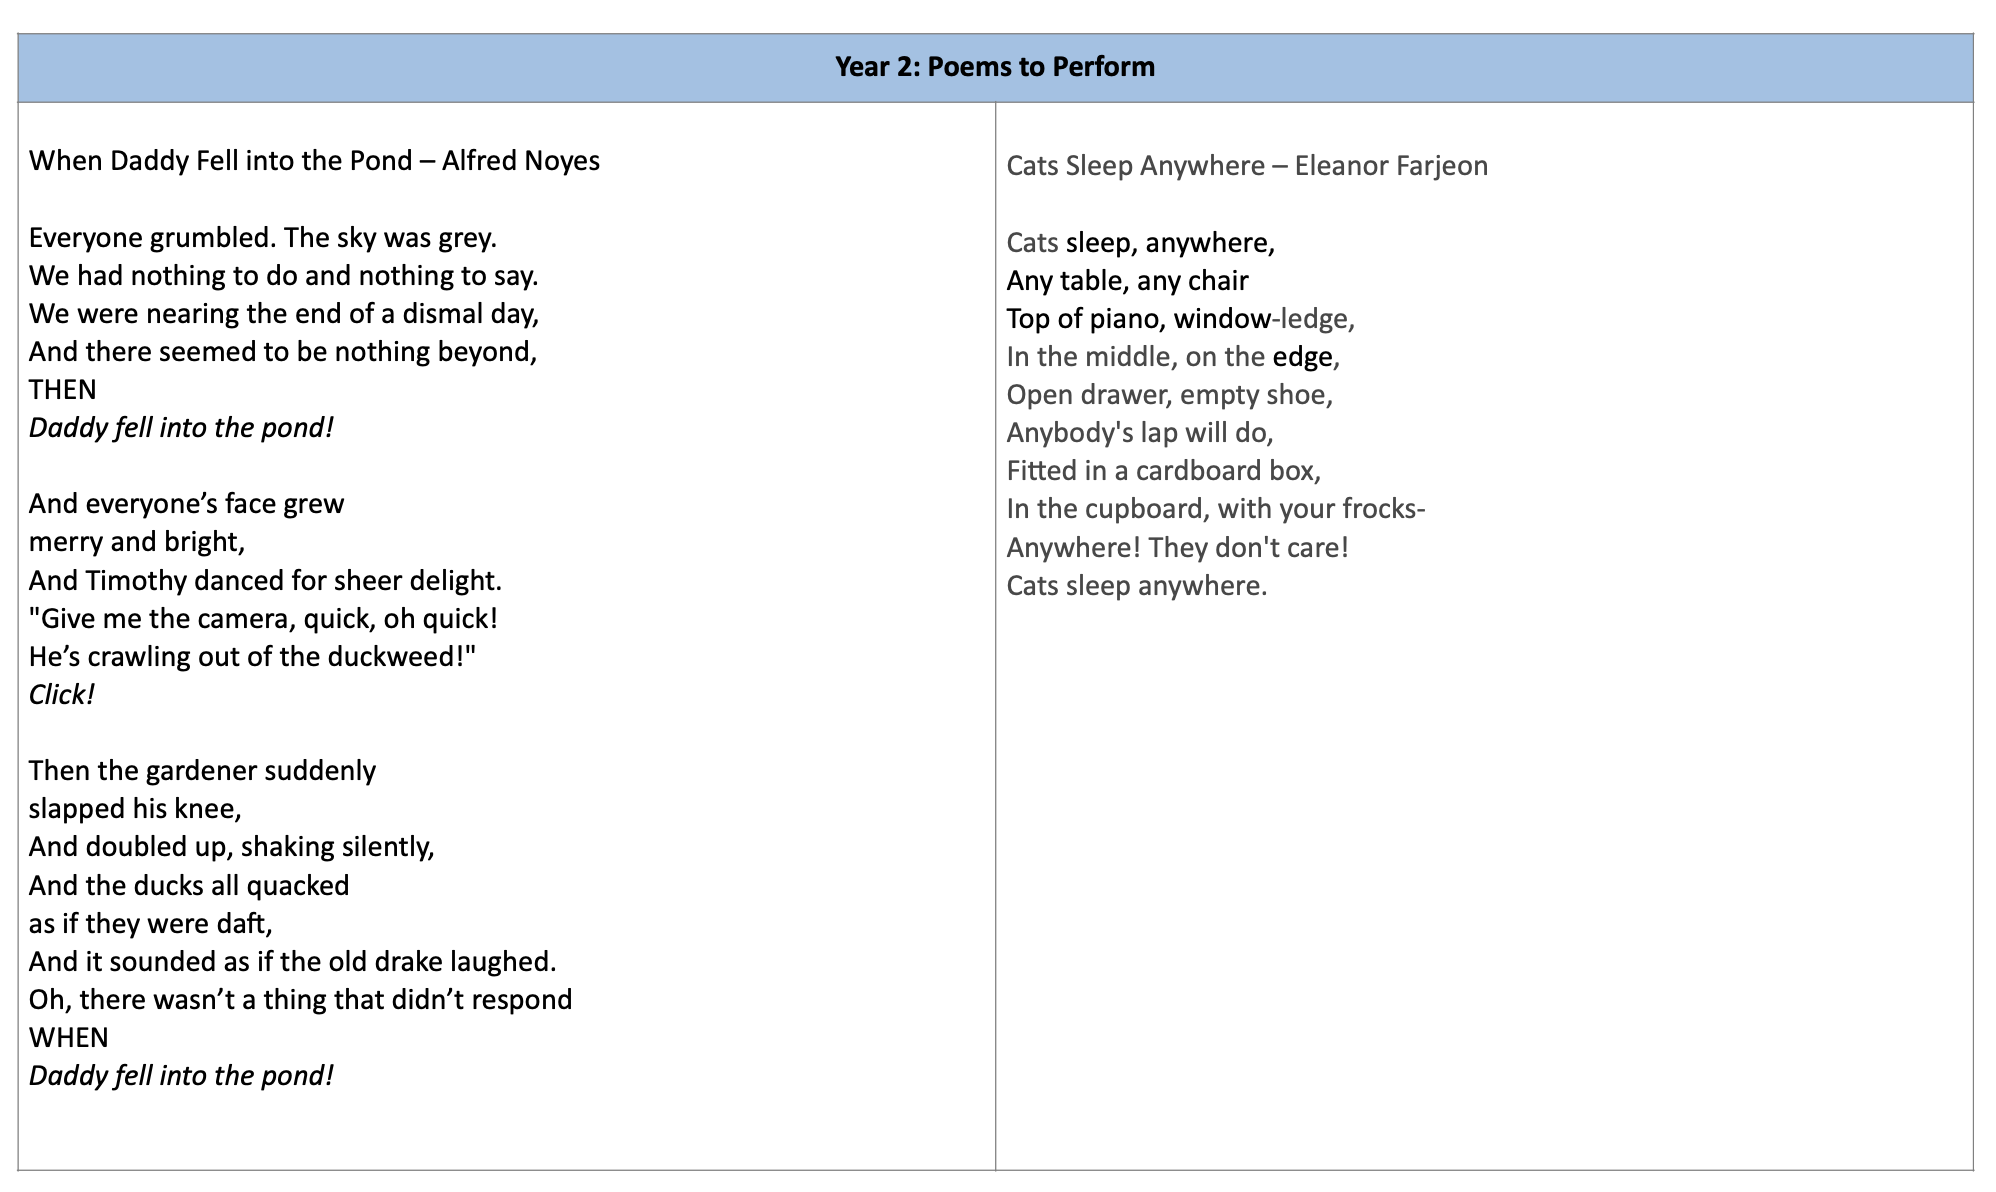 Year 2: Poems to Perform
When Daddy Fell into the Pond – Alfred Noyes
Everyone grumbled. The sky was grey.
We had nothing to do and nothing to say.
We were nearing the end of a dismal day,
And there seemed to be nothing beyond,
THEN
Daddy fell into the pond!
And everyone’s face grew
merry and bright,
And Timothy danced for sheer delight.
"Give me the camera, quick, oh quick!
He’s crawling out of the duckweed!"
Click!
Then the gardener suddenly
slapped his knee,
And doubled up, shaking silently,
And the ducks all quacked
as if they were daft,
And it sounded as if the old drake laughed.
Oh, there wasn’t a thing that didn’t respond
WHEN
Daddy fell into the pond!
Cats Sleep Anywhere – Eleanor Farjeon
Cats sleep, anywhere,
Any table, any chair
Top of piano, window-ledge,
In the middle, on the edge,
Open drawer, empty shoe,
Anybody's lap will do,
Fitted in a cardboard box,
In the cupboard, with your frocks-
Anywhere! They don't care!
Cats sleep anywhere.